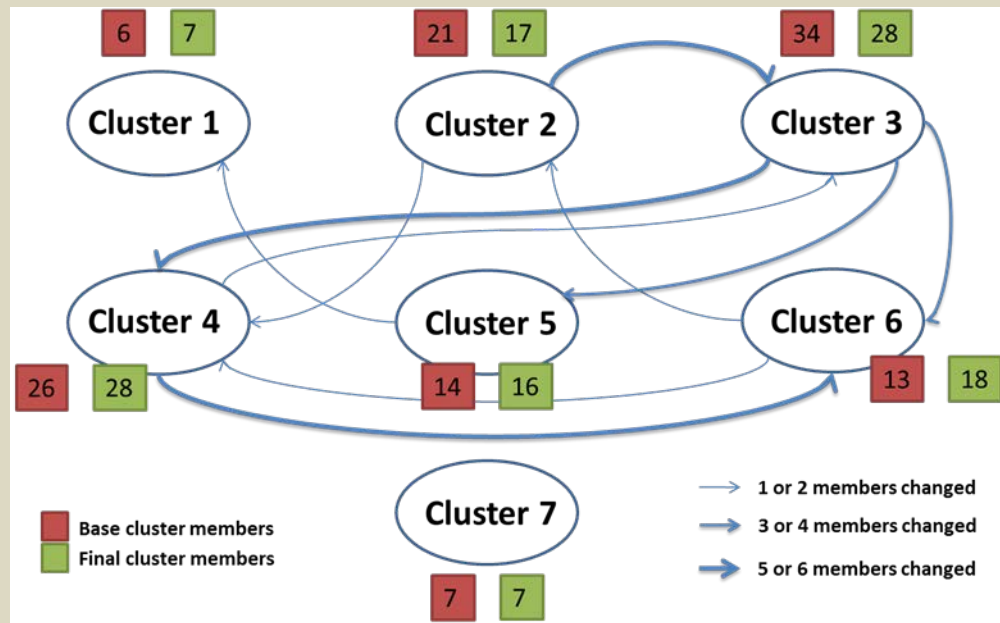 6 7 21 17 34 28
Cluster 1 Cluster 2 Cluster 3
Cluster 4 Cluster 5 Cluster 6
26 28 14 16 13 18
Cluster 7
7 7
Base cluster members
Final cluster members
1 or 2 members changed
3 or 4 members changed
5 or 6 members changed